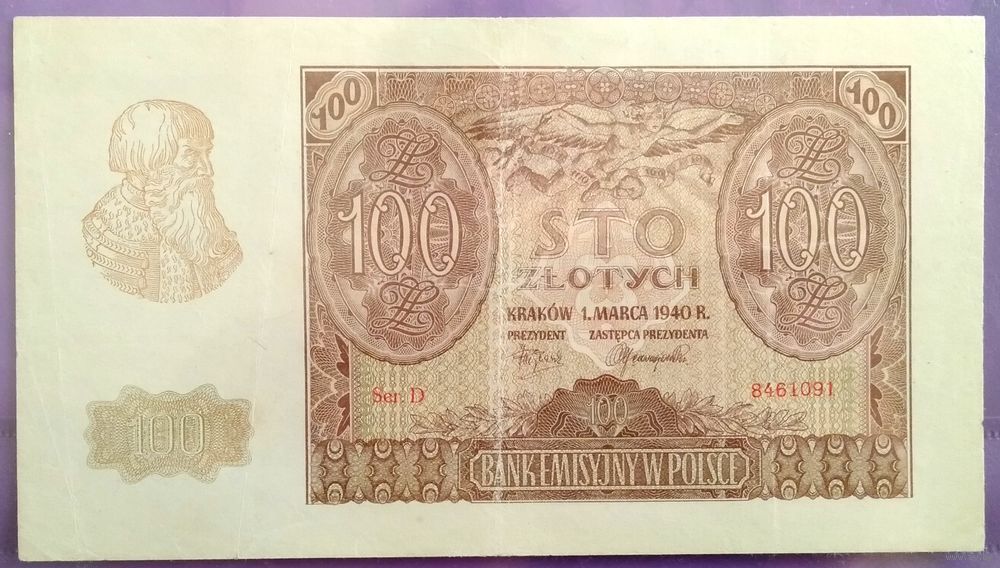 100
100
100
100
STO
ZŁOTYCH
KRAKÓW 1. MARCA 1940 R.
PREZYDENT ZASTĘPCA PREZYDENTA
Ser. D
8461091
100
100
BANK EMISYJNY W POLSCE